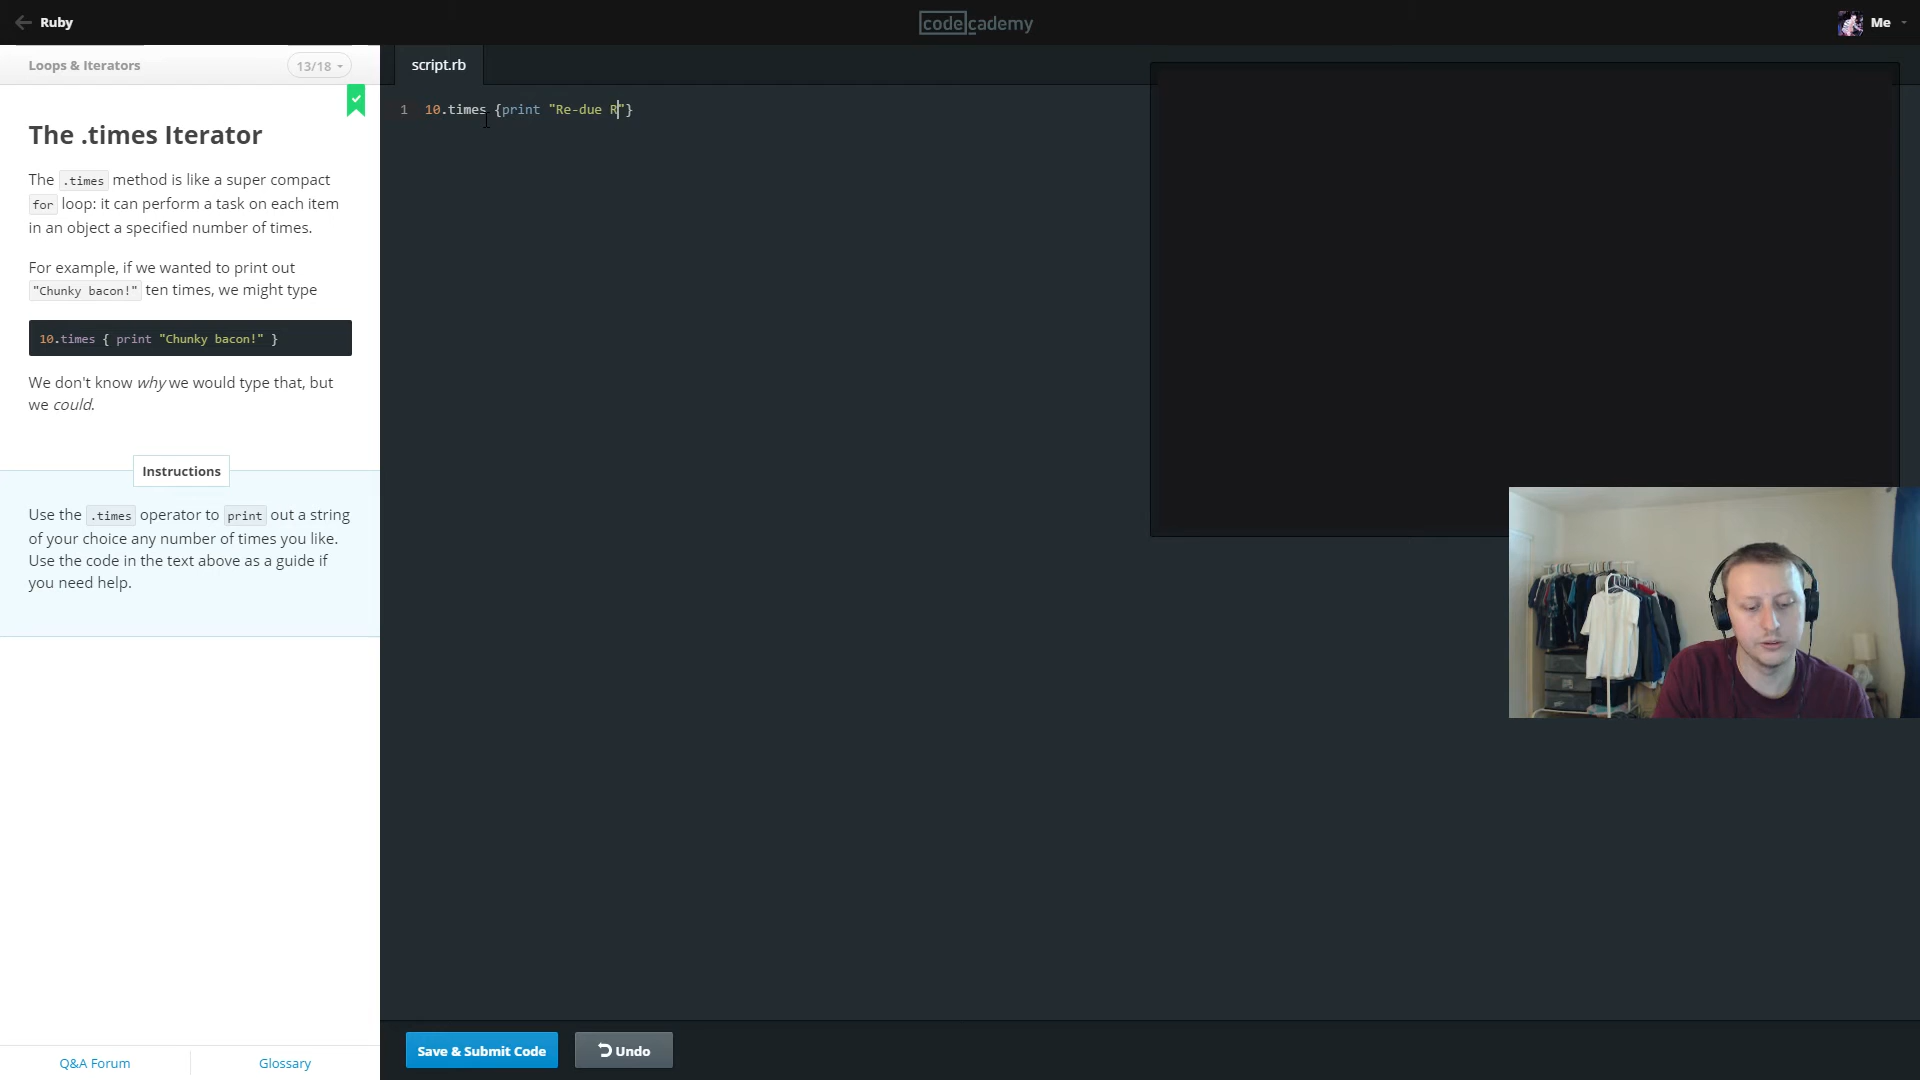 Ruby
codecademy
Me
Loops & Iterators
13/18
script.rb
The .times Iterator
The .times method is like a super compact
for loop: it can perform a task on each item
in an object a specified number of times.
For example, if we wanted to print out
"Chunky bacon!" ten times, we might type
10.times { print "Chunky bacon!" }
We don't know why we would type that, but
we could.
Instructions
Use the .times operator to print out a string
of your choice any number of times you like.
Use the code in the text above as a guide if
you need help.
Q&A Forum
Glossary
1 10.times {print "Re-due R"}
Save & Submit Code
Undo